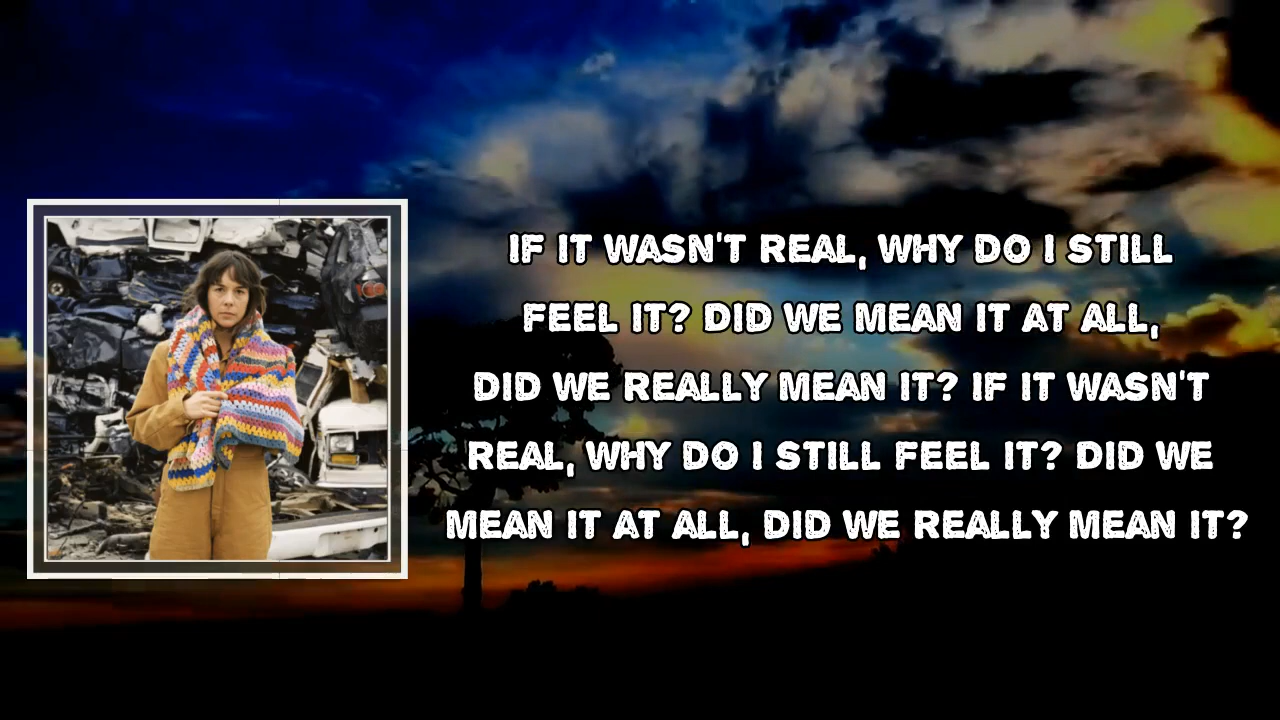 IF IT WASN'T REAL, WHY DO I STILL
FEEL IT? DID WE MEAN IT AT ALL,
DID WE REALLY MEAN IT? IF IT WASN'T
REAL, WHY DO I STILL FEEL IT? DID WE
MEAN IT AT ALL, DID WE REALLY MEAN IT?